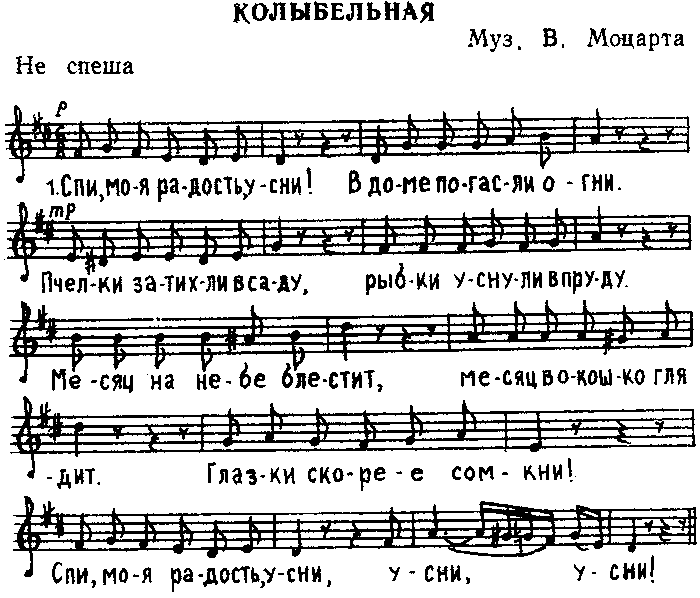 КОЛЫБЕЛЬНАЯ
Муз. В. Моцарта
Не спеша
p
1. Спи, мо-я ра-дость, у-сни! В до-ме по-гас-ли о - гни.
mp
Пчел-ки за-тих-ли в са-ду, рыб-ки у-сну-ли в пру-ду.
Ме-сяц на не-бе бле-стит, ме-сяц в о-кош-ко гля
-дит. Глаз-ки ско-ре-е сом-кни!
Спи, мо-я ра-дость, у-сни, у-сни, у-сни!